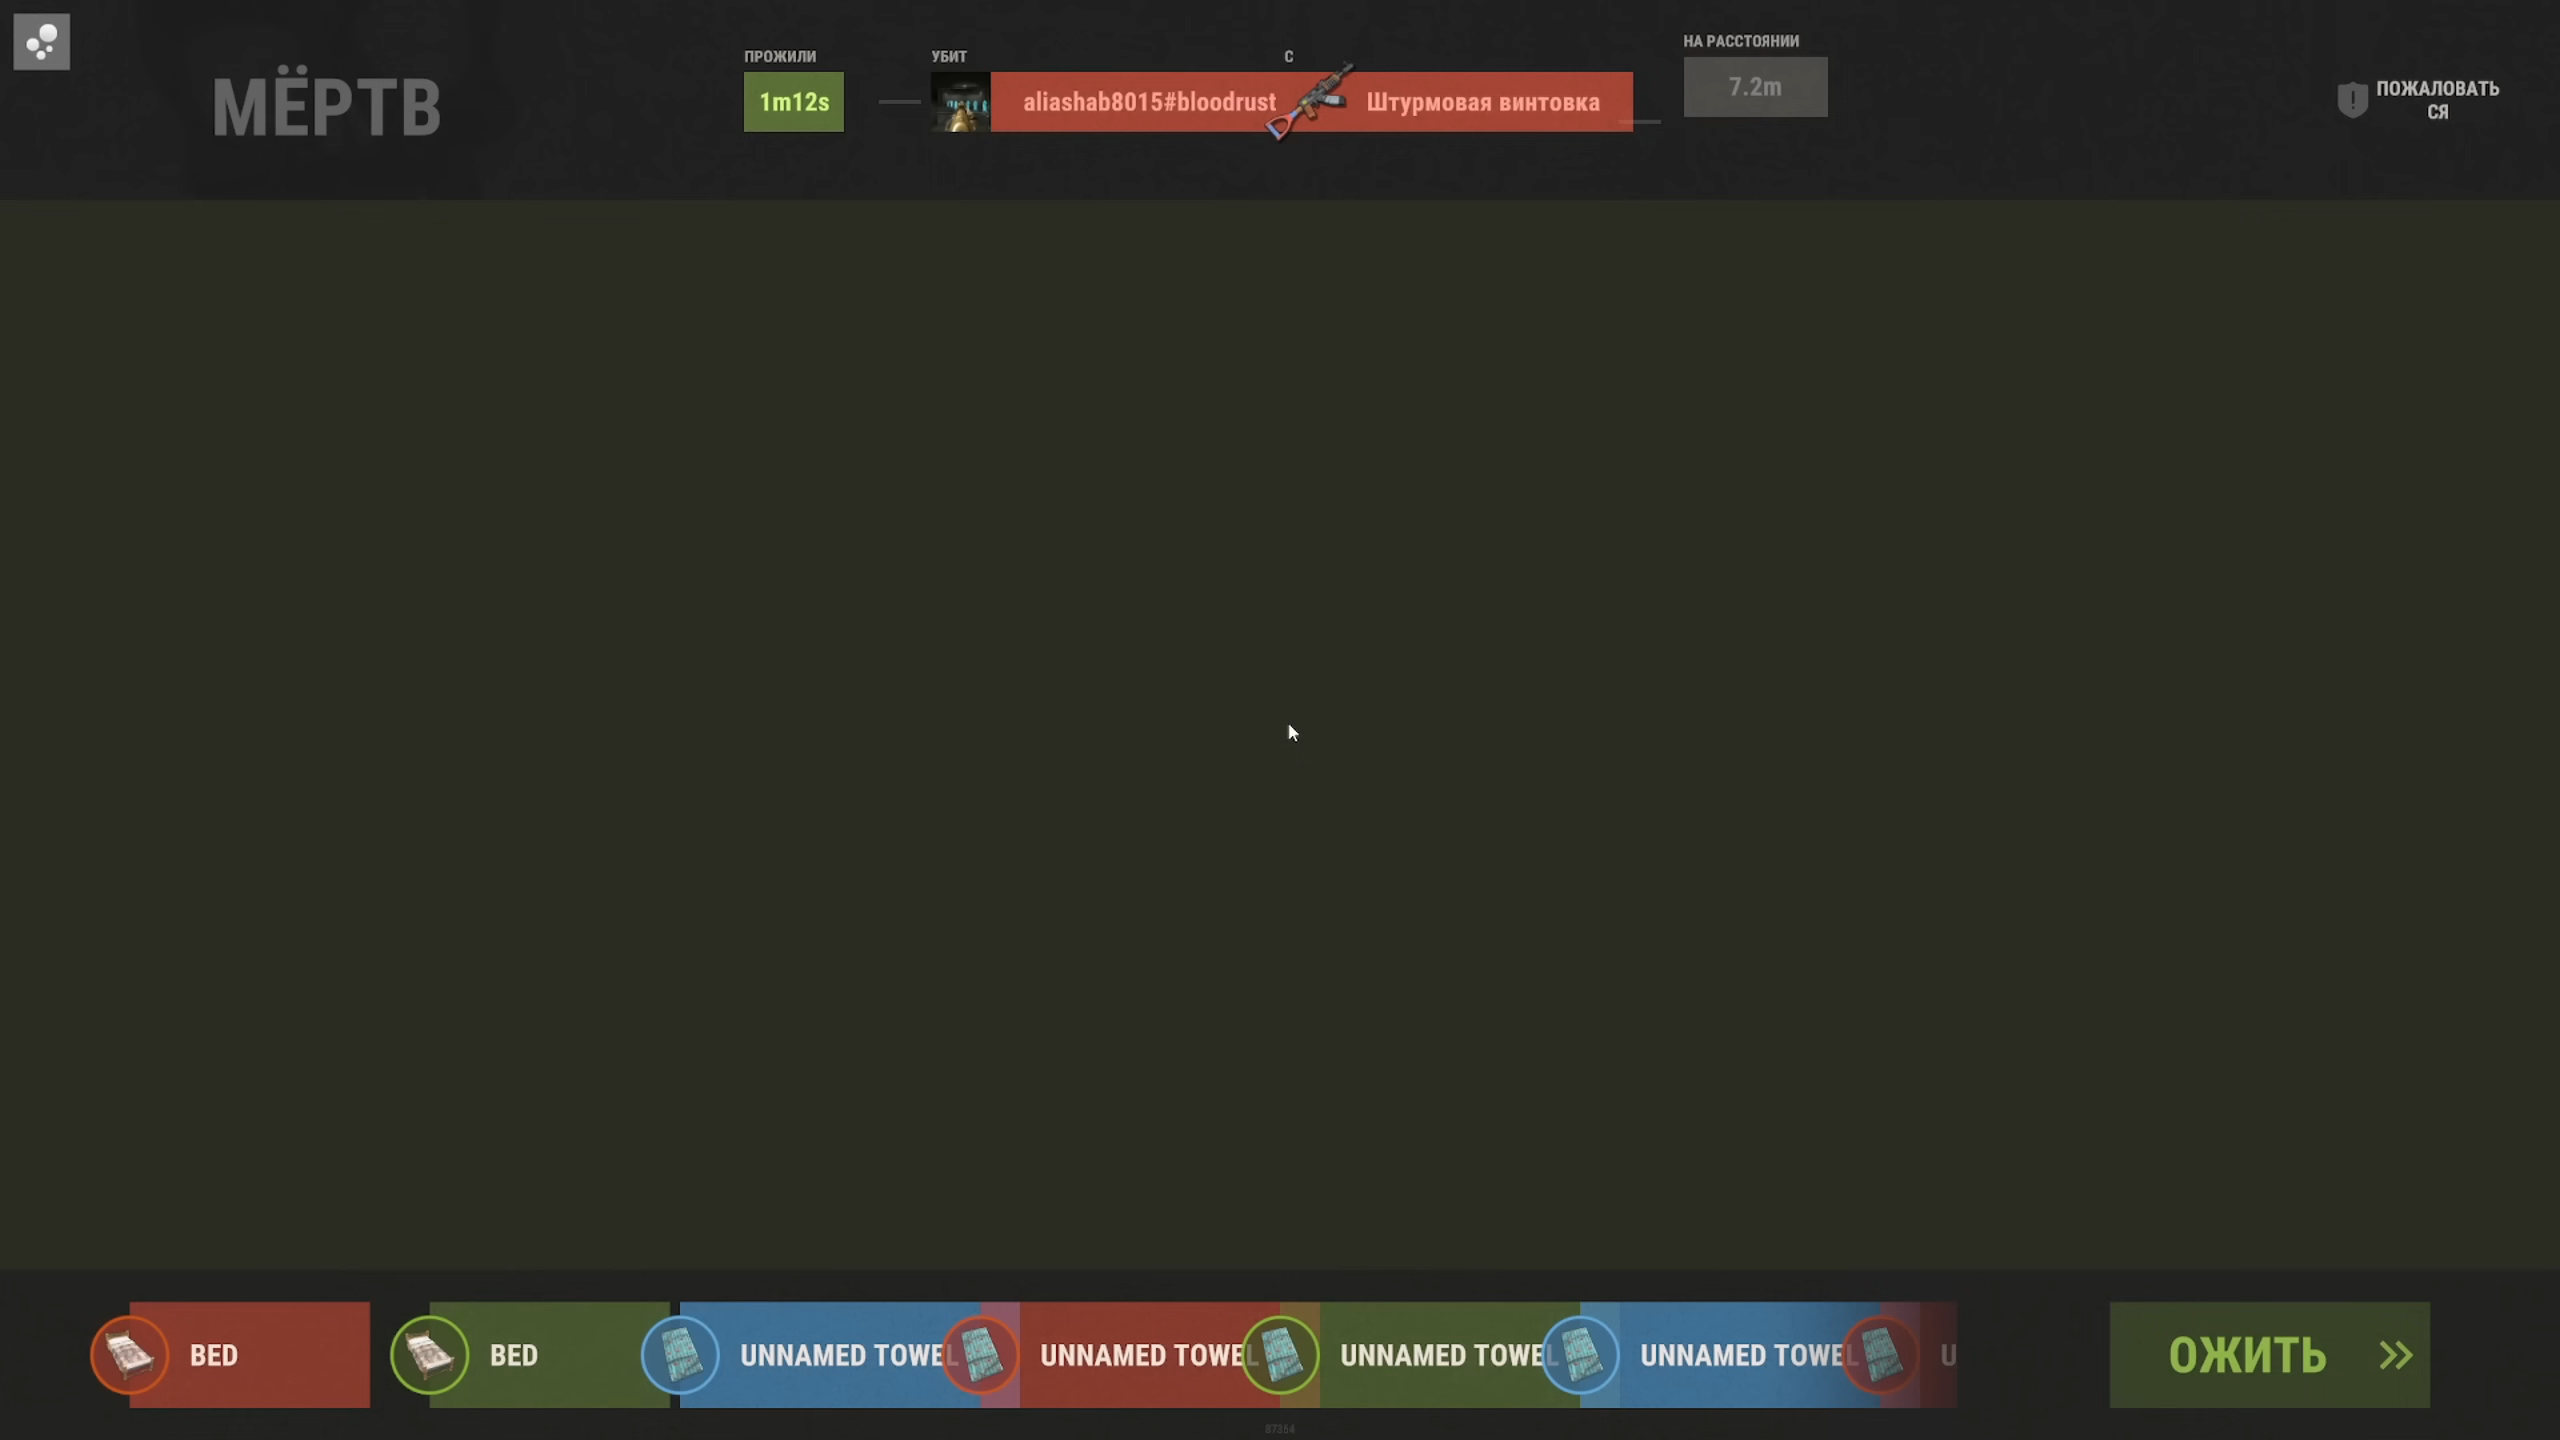 МЁРТВ
ПРОЖИЛИ
1m12s
УБИТ
aliashab8015#bloodrust
С
Штурмовая винтовка
НА РАССТОЯНИИ
7.2m
ПОЖАЛОВАТЬ
СЯ
BED
BED
UNNAMED TOWEL
UNNAMED TOWEL
UNNAMED TOWEL
UNNAMED TOWEL
U
ОЖИТЬ
87354